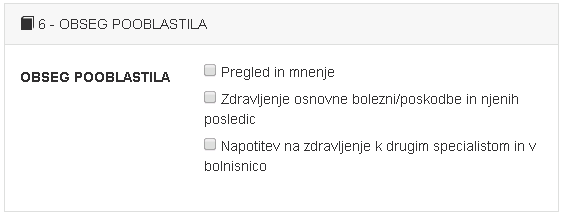 6 - OBSEG POOBLASTILA
OBSEG POOBLASTILA
Pregled in mnenje
Zdravljenje osnovne bolezni/poskodbe in njenih
posledic
Napotitev na zdravljenje k drugim specialistom in v
bolnisnico